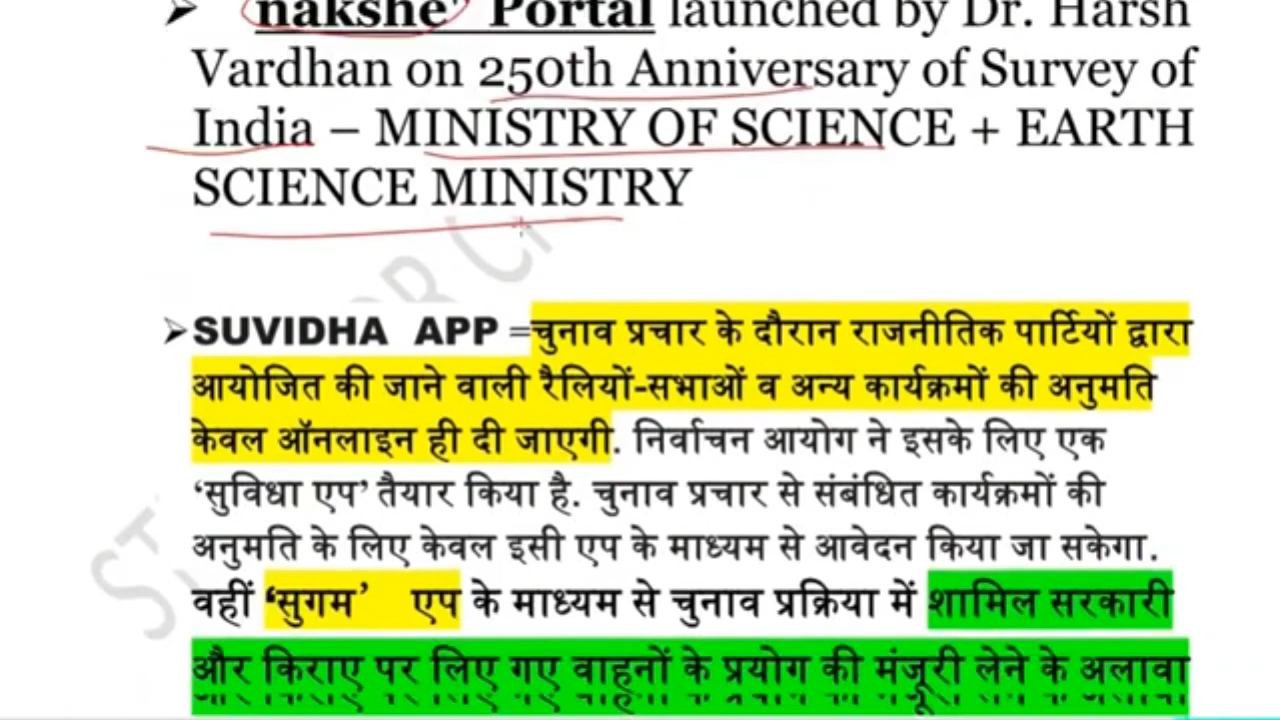 ➢ nakshe' Portal launched by Dr. Harsh
Vardhan on 250th Anniversary of Survey of
India – MINISTRY OF SCIENCE + EARTH
SCIENCE MINISTRY
➢ SUVIDHA APP =चुनाव प्रचार के दौरान राजनीतिक पार्टियों द्वारा
आयोजित की जाने वाली रैलियों-सभाओं व अन्य कार्यक्रमों की अनुमति
केवल ऑनलाइन ही दी जाएगी. निर्वाचन आयोग ने इसके लिए एक
'सुविधा एप' तैयार किया है. चुनाव प्रचार से संबंधित कार्यक्रमों की
अनुमति के लिए केवल इसी एप के माध्यम से आवेदन किया जा सकेगा.
वहीं 'सुगम' एप के माध्यम से चुनाव प्रक्रिया में शामिल सरकारी
और किराए पर लिए गए वाहनों के प्रयोग की मंजूरी लेने के अलावा